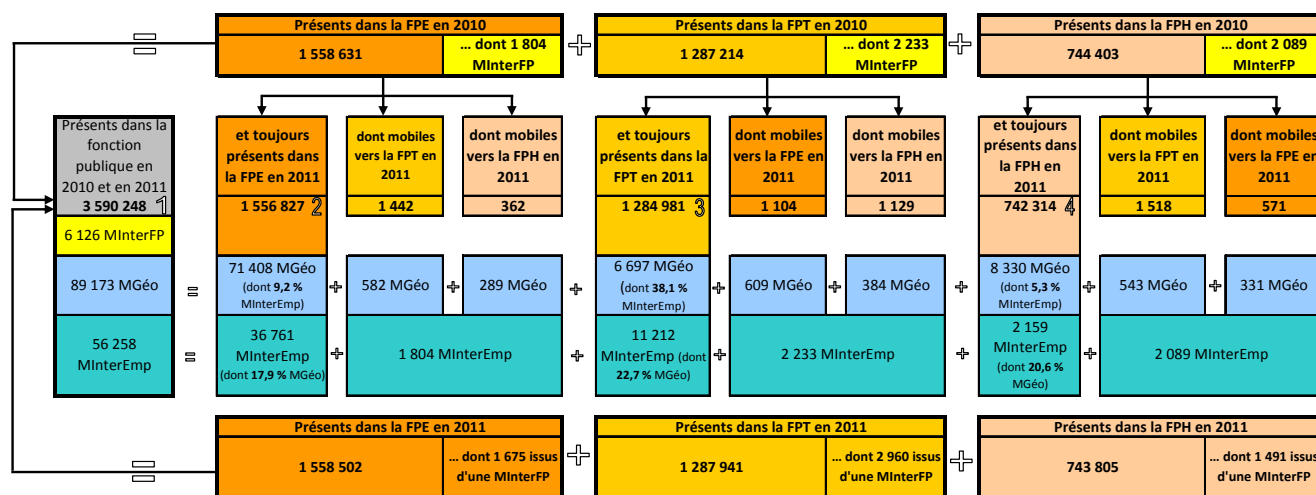 Présents dans la FPE en 2010
1 558 631
... dont 1 804
MInterFP
Présents dans la FPT en 2010
1 287 214
... dont 2 233
MInterFP
Présents dans la FPH en 2010
744 403
... dont 2 089
MInterFP
Présents dans la
fonction
publique en
2010 et en 2011
3 590 248 1
6 126 MInterFP
89 173 MGéo
56 258
MInterEmp
et toujours
présents dans
la FPE en 2011
1 556 827 2
dont mobiles
vers la FPT en
2011
1 442
dont mobiles
vers la FPH en
2011
362
et toujours
présents dans la
FPT en 2011
1 284 981 3
dont mobiles
vers la FPE en
2011
1 104
dont mobiles
vers la FPH en
2011
1 129
et toujours
présents dans
la FPH en
2011
742 314 4
dont mobiles
vers la FPT en
2011
1 518
dont mobiles
vers la FPE en
2011
571
=
71 408 MGéo
(dont 9,2 %
MInterEmp)
+
582 MGéo
+
289 MGéo
+
6 697 MGéo
(dont 38,1 %
MInterEmp)
+
609 MGéo
+
384 MGéo
+
8 330 MGéo
(dont 5,3 %
MInterEmp)
+
543 MGéo
+
331 MGéo
=
36 761
MInterEmp
(dont 17,9 % MGéo)
+
1 804 MInterEmp
+
11 212
MInterEmp (dont
22,7 % MGéo)
+
2 233 MInterEmp
+
2 159
MInterEmp
(dont 20,6 %
MGéo)
+
2 089 MInterEmp
Présents dans la FPE en 2011
1 558 502
... dont 1 675 issus
d'une MInterFP
Présents dans la FPT en 2011
1 287 941
... dont 2 960 issus
d'une MInterFP
Présents dans la FPH en 2011
743 805
... dont 1 491 issus
d'une MInterFP